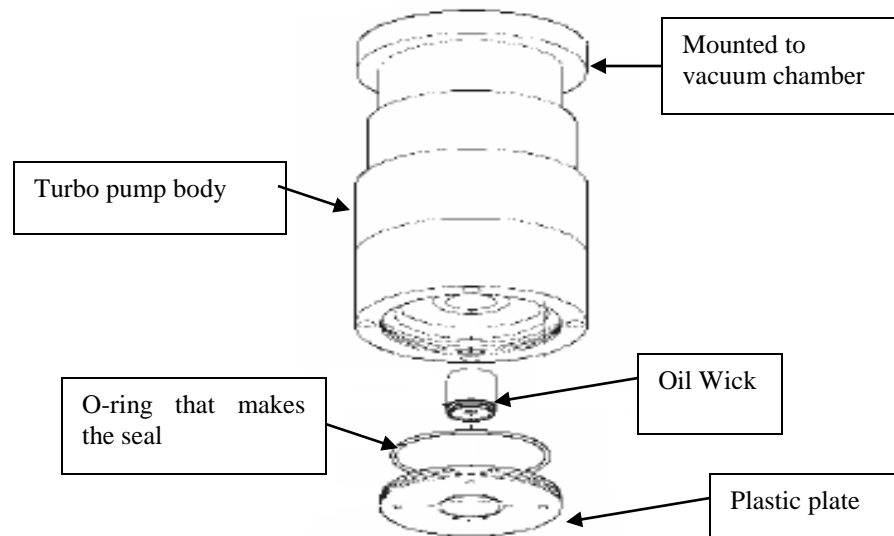 Mounted to
vacuum chamber
Turbo pump body
Oil Wick
O-ring that makes
the seal
Plastic plate